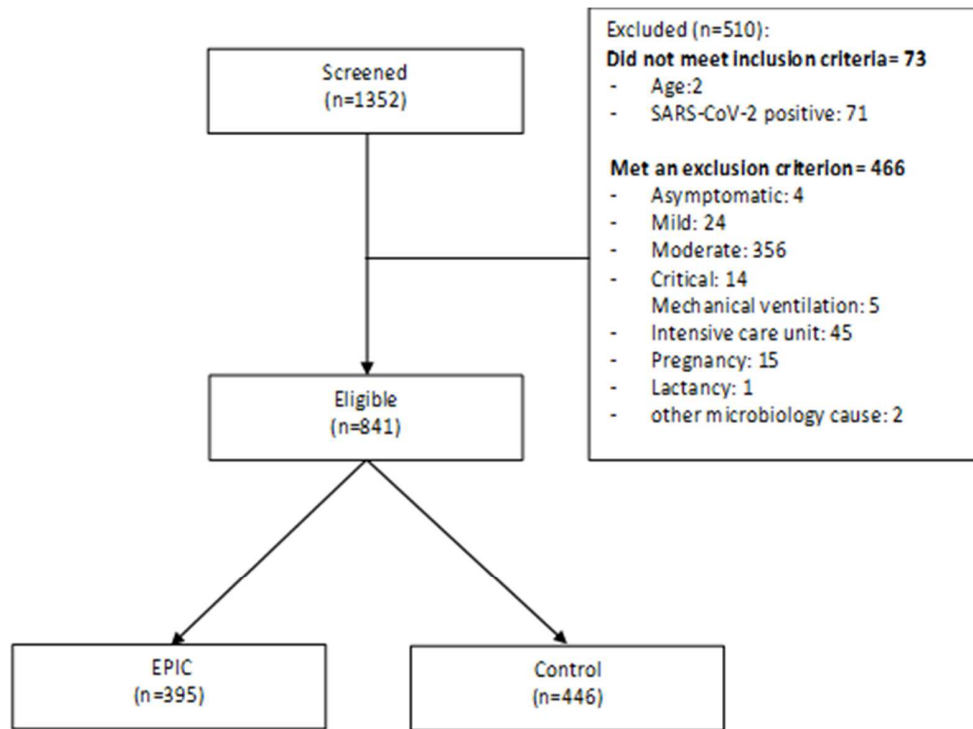 Screened
(n=1352)
Excluded (n=510):
Did not meet inclusion criteria= 73
- Age:2
- SARS-CoV-2 positive: 71
Met an exclusion criterion= 466
- Asymptomatic: 4
- Mild: 24
- Moderate: 356
- Critical: 14
Mechanical ventilation: 5
- Intensive care unit: 45
- Pregnancy: 15
- Lactancy: 1
- other microbiology cause: 2
Eligible
(n=841)
EPIC
(n=395)
Control
(n=446)